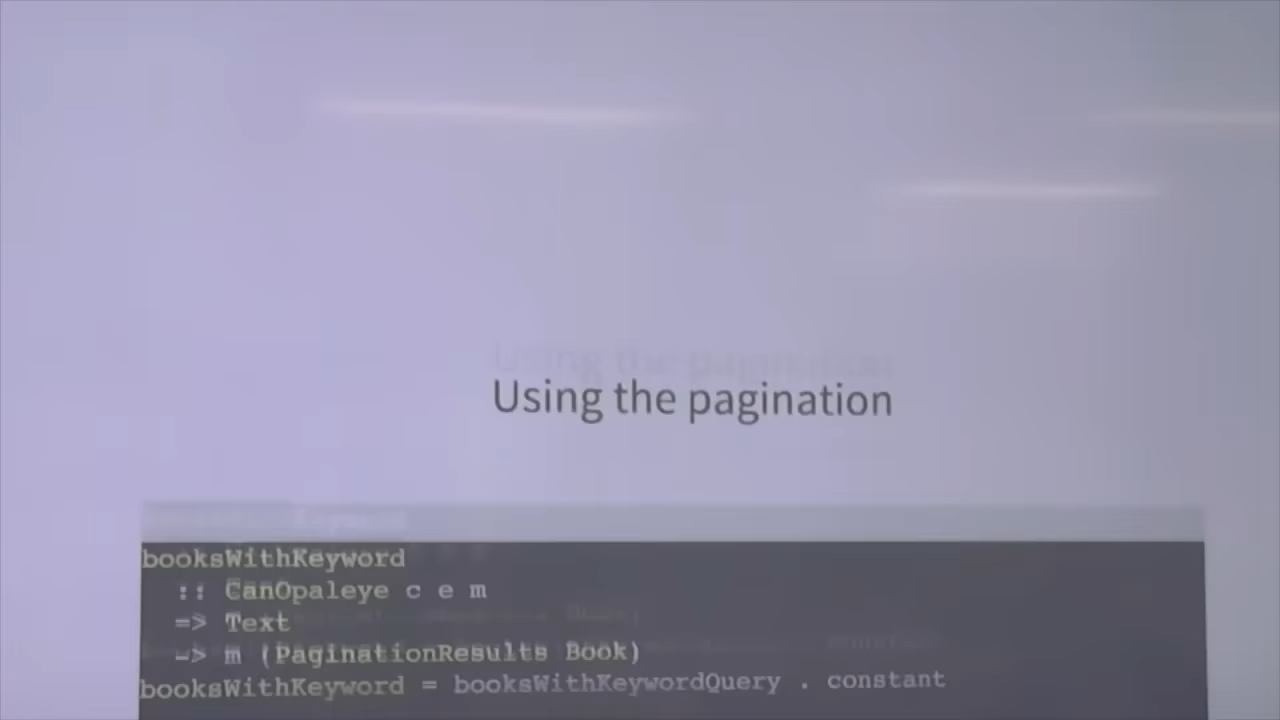 Using the pagination
booksWithKeyword
:: CanOpaleye c e m
=> Text
-> m (PaginationResults Book)
booksWithKeyword = booksWithKeywordQuery . constant